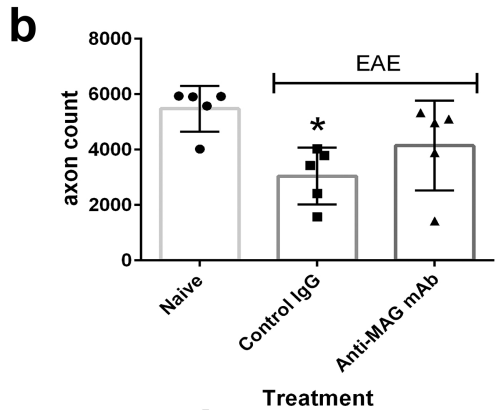 b
8000
EAE
6000
*
4000
2000
0
axon count
Naive
Control IgG
Anti-MAG mAb
Treatment